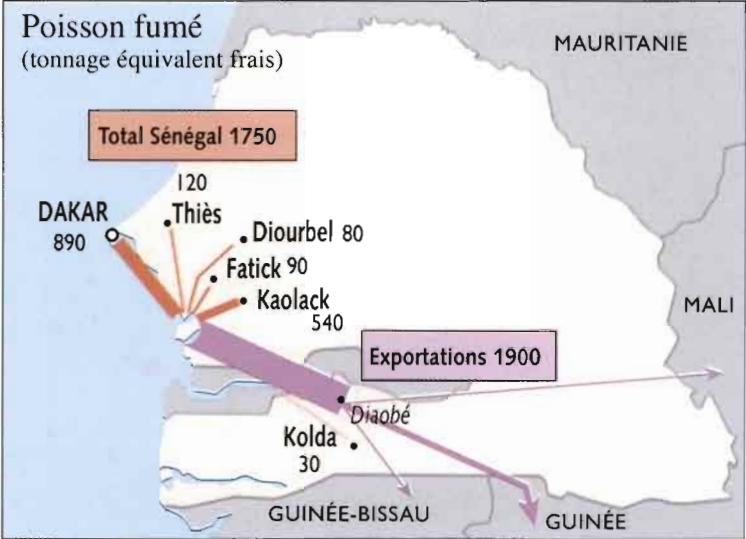 Poisson fumé
(tonnage équivalent frais)
MAURITANIE
Total Sénégal 1750
120
Thiès
DAKAR
890
Diourbel 80
Fatick 90
Kaolack
540
MALI
Exportations 1900
Diaobé
Kolda
30
GUINÉE-BISSAU
GUINÉE